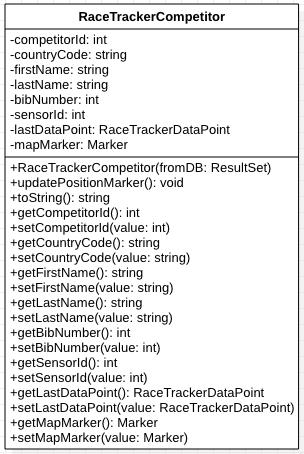 RaceTrackerCompetitor
-competitorId: int
-countryCode: string
-firstName: string
-lastName: string
-bibNumber: int
-sensorId: int
-lastDataPoint: RaceTrackerDataPoint
-mapMarker: Marker
+RaceTrackerCompetitor(fromDB: ResultSet)
+updatePositionMarker(): void
+toString(): string
+getCompetitorId(): int
+setCompetitorId(value: int)
+getCountryCode(): string
+setCountryCode(value: string)
+getFirstName(): string
+setFirstName(value: string)
+getLastName(): string
+setLastName(value: string)
+getBibNumber(): int
+setBibNumber(value: int)
+getSensorId(): int
+setSensorId(value: int)
+getLastDataPoint(): RaceTrackerDataPoint
+setLastDataPoint(value: RaceTrackerDataPoint)
+getMapMarker(): Marker
+setMapMarker(value: Marker)